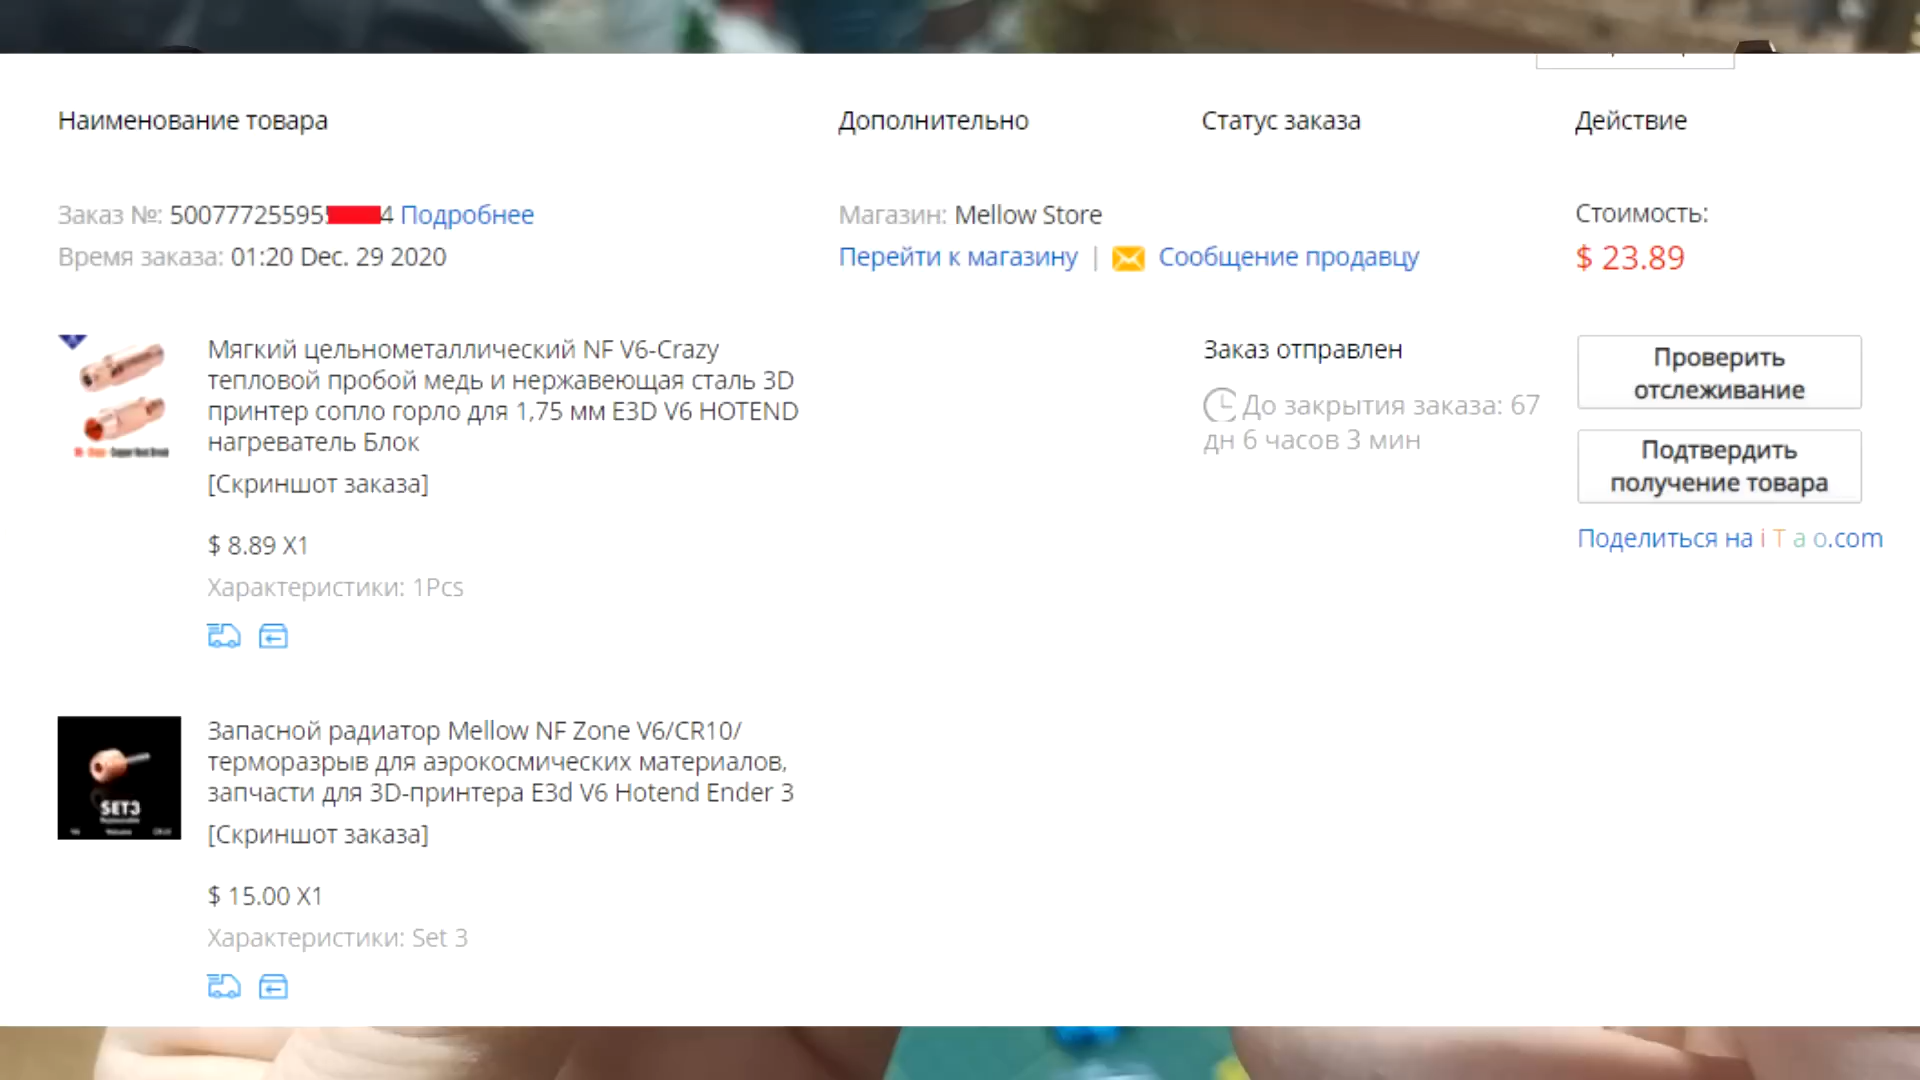 Наименование товара
Дополнительно
Статус заказа
Действие
Заказ №: 50077725595 4 Подробнее
Время заказа: 01:20 Dec. 29 2020
Магазин: Mellow Store
Перейти к магазину | Сообщение продавцу
Стоимость:
$ 23.89
Мягкий цельнометаллический NF V6-Crazy
тепловой пробой медь и нержавеющая сталь 3D
принтер сопло горло для 1,75 мм E3D V6 HOTEND
нагреватель Блок
[Скриншот заказа]
$ 8.89 X1
Характеристики: 1Pcs
Заказ отправлен
До закрытия заказа: 67
дн 6 часов 3 мин
Проверить
отслеживание
Подтвердить
получение товара
Поделиться на iTao.com
SET3
Запасной радиатор Mellow NF Zone V6/CR10/
терморазрыв для аэрокосмических материалов,
запчасти для 3D-принтера E3d V6 Hotend Ender 3
[Скриншот заказа]
$ 15.00 X1
Характеристики: Set 3